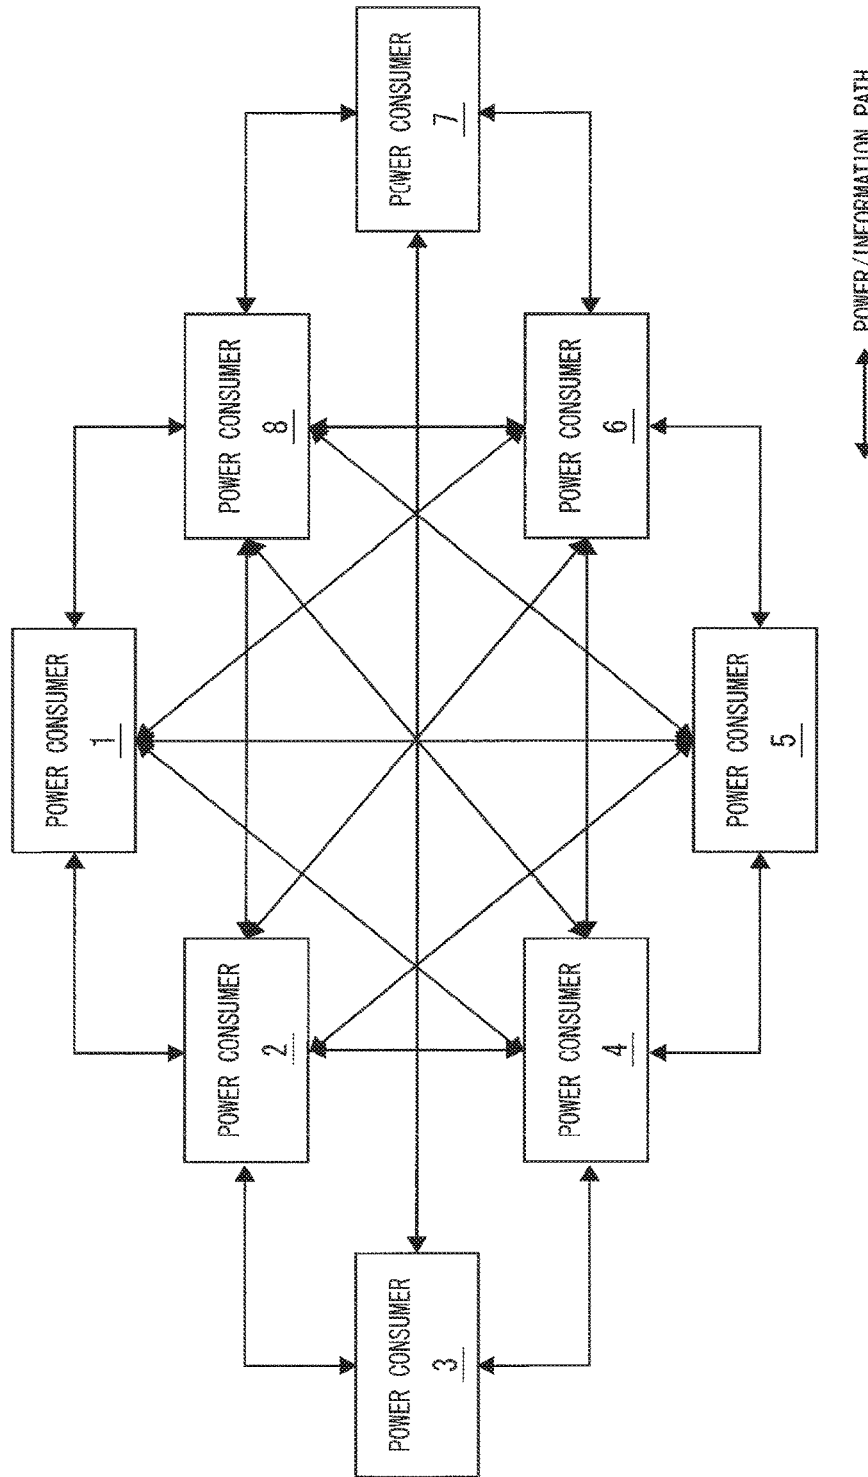 POWER CONSUMER
1
POWER CONSUMER
2
POWER CONSUMER
8
POWER CONSUMER
3
POWER CONSUMER
7
POWER CONSUMER
4
POWER CONSUMER
6
POWER CONSUMER
5
POWER/INFORMATION PATH